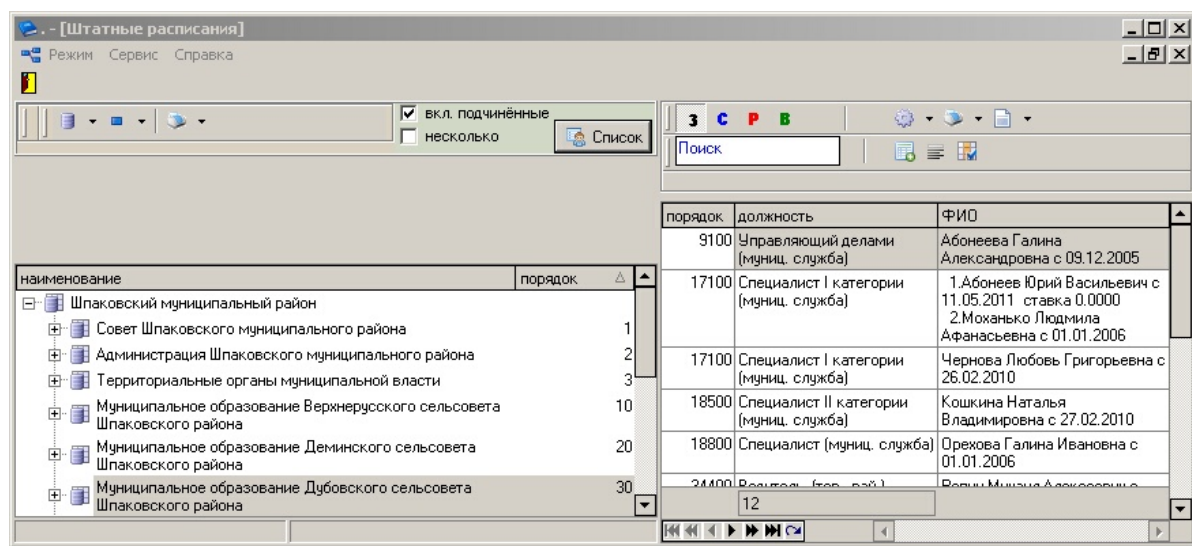 . - [Штатные расписания]
Режим Сервис Справка
вкл. подчинённые
несколько
Список
наименование порядок
Шпаковский муниципальный район
Совет Шпаковского муниципального района 1
Администрация Шпаковского муниципального района 2
Территориальные органы муниципальной власти 3
Муниципальное образование Верхнерусского сельсовета 10
Шпаковского района
Муниципальное образование Деминского сельсовета 20
Шпаковского района
Муниципальное образование Дубовского сельсовета 30
Шпаковского района
З С Р В
Поиск
порядок должность ФИО
9100 Управляющий делами Абонеева Галина
(муниц. служба) Александровна с 09.12.2005
17100 Специалист I категории 1.Абонеев Юрий Васильевич с
(муниц. служба) 11.05.2011 ставка 0.0000
2.Моханько Людмила
Афанасьевна с 01.01.2006
17100 Специалист I категории Чернова Любовь Григорьевна с
(муниц. служба) 26.02.2010
18500 Специалист II категории Кошкина Наталья
(муниц. служба) Владимировна с 27.02.2010
18800 Специалист (муниц. служба) Орехова Галина Ивановна с
01.01.2006
12